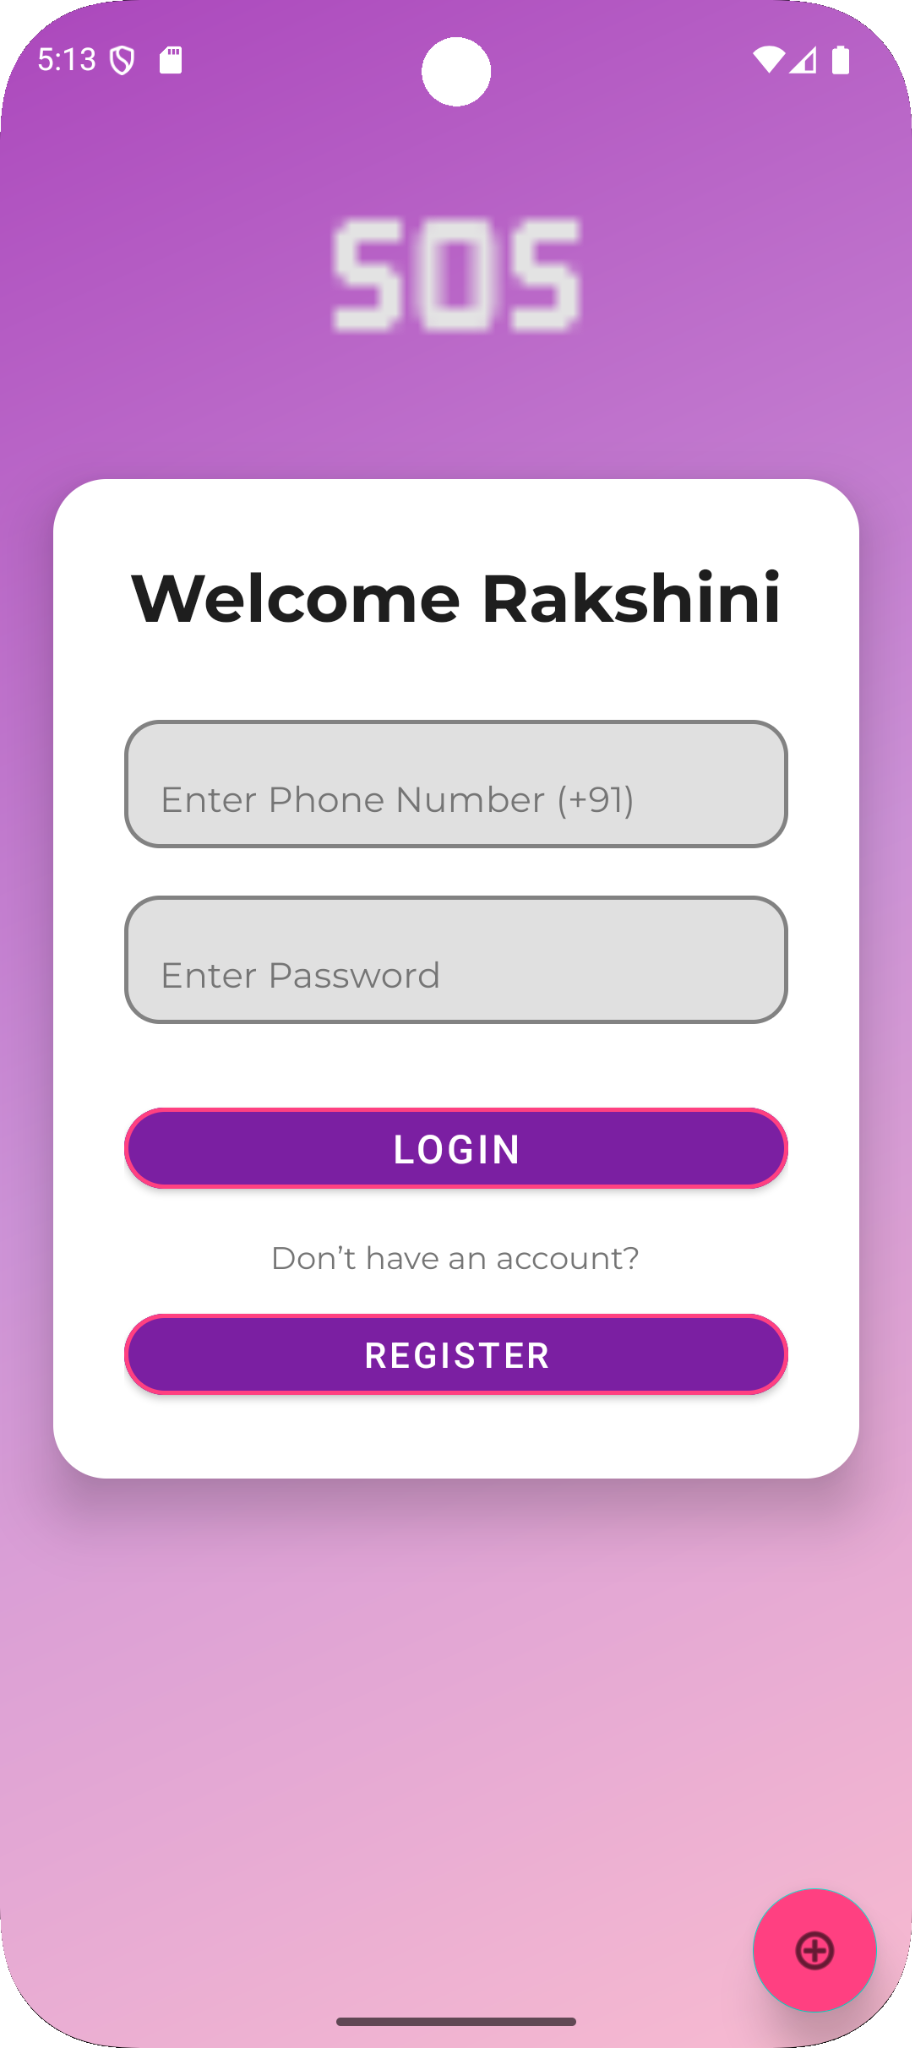 5:13
SOS
Welcome Rakshini
Enter Phone Number (+91)
Enter Password
LOGIN
Don’t have an account?
REGISTER